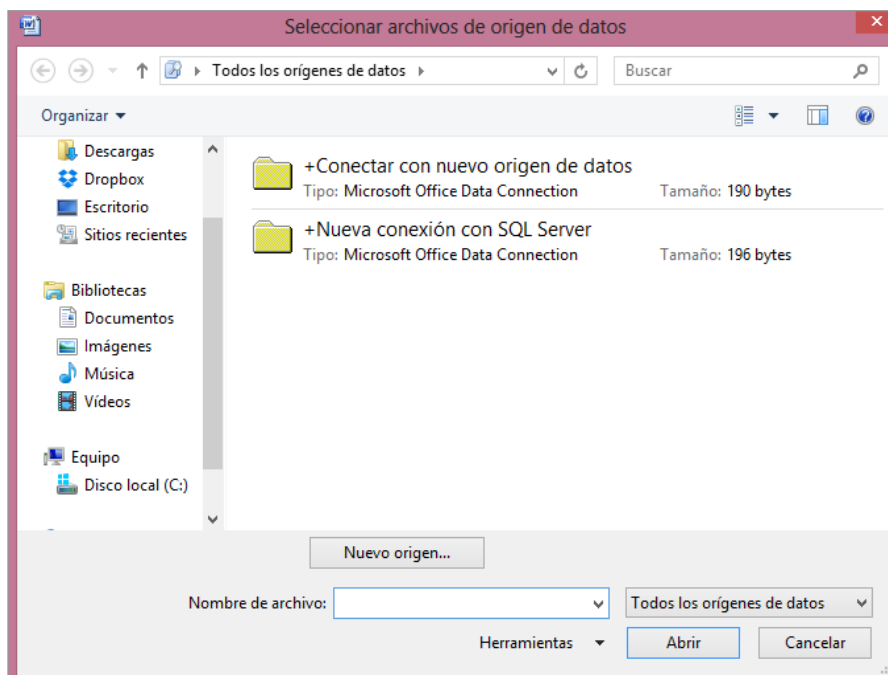 Seleccionar archivos de origen de datos
Todos los orígenes de datos
Buscar
Organizar
Descargas
Dropbox
Escritorio
Sitios recientes
Bibliotecas
Documentos
Imágenes
Música
Vídeos
Equipo
Disco local (C:)
+Conectar con nuevo origen de datos
Tipo: Microsoft Office Data Connection Tamaño: 190 bytes
+Nueva conexión con SQL Server
Tipo: Microsoft Office Data Connection Tamaño: 196 bytes
Nuevo origen...
Nombre de archivo: Todos los orígenes de datos
Herramientas Abrir Cancelar